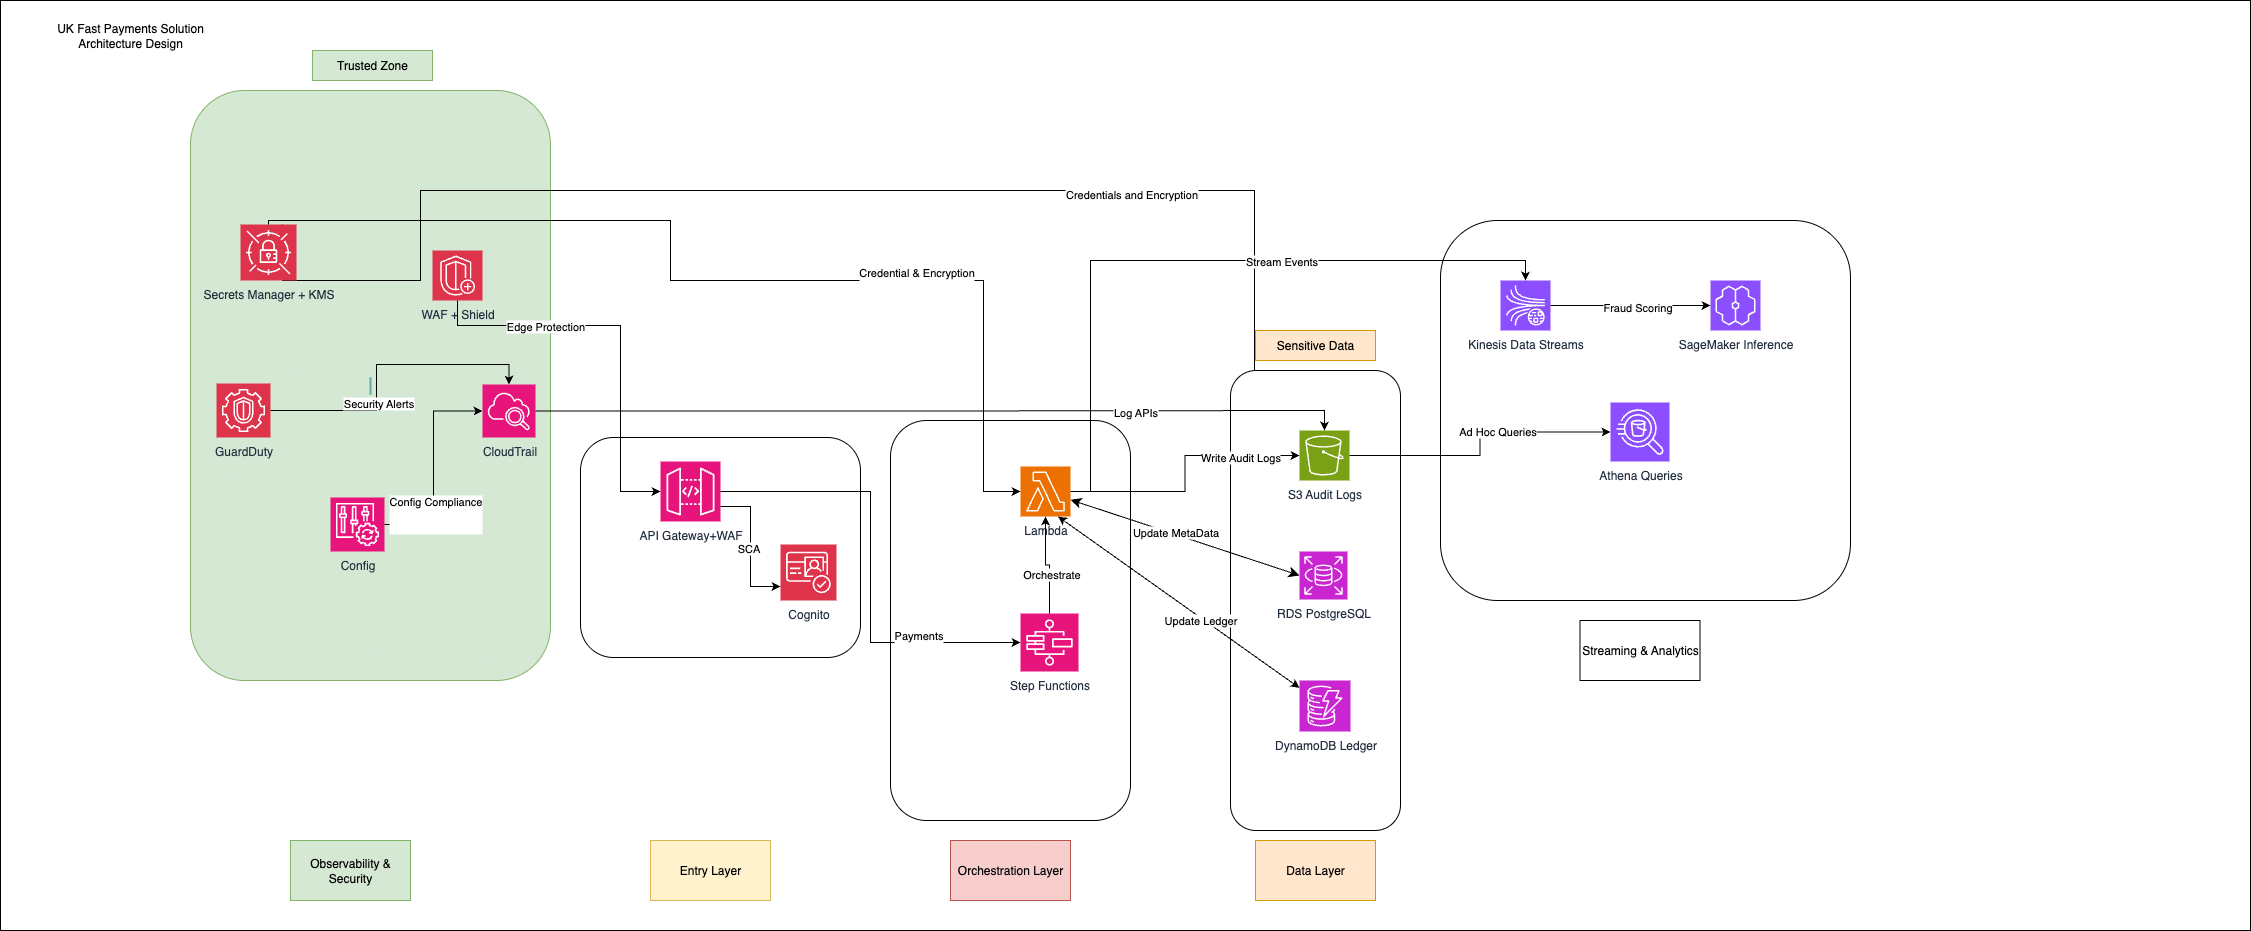 UK Fast Payments Solution
Architecture Design
Trusted Zone
Credentials and Encryption
Secrets Manager + KMS
WAF + Shield
Credential & Encryption
Edge Protection
Stream Events
Sensitive Data
Kinesis Data Streams
Fraud Scoring
SageMaker Inference
Security Alerts
GuardDuty
CloudTrail
Log APIs
Ad Hoc Queries
Athena Queries
Write Audit Logs
S3 Audit Logs
Config Compliance
Config
API Gateway+WAF
SCA
Cognito
Lambda
Update MetaData
Orchestrate
RDS PostgreSQL
Update Ledger
Payments
Step Functions
DynamoDB Ledger
Streaming & Analytics
Observability &
Security
Entry Layer
Orchestration Layer
Data Layer